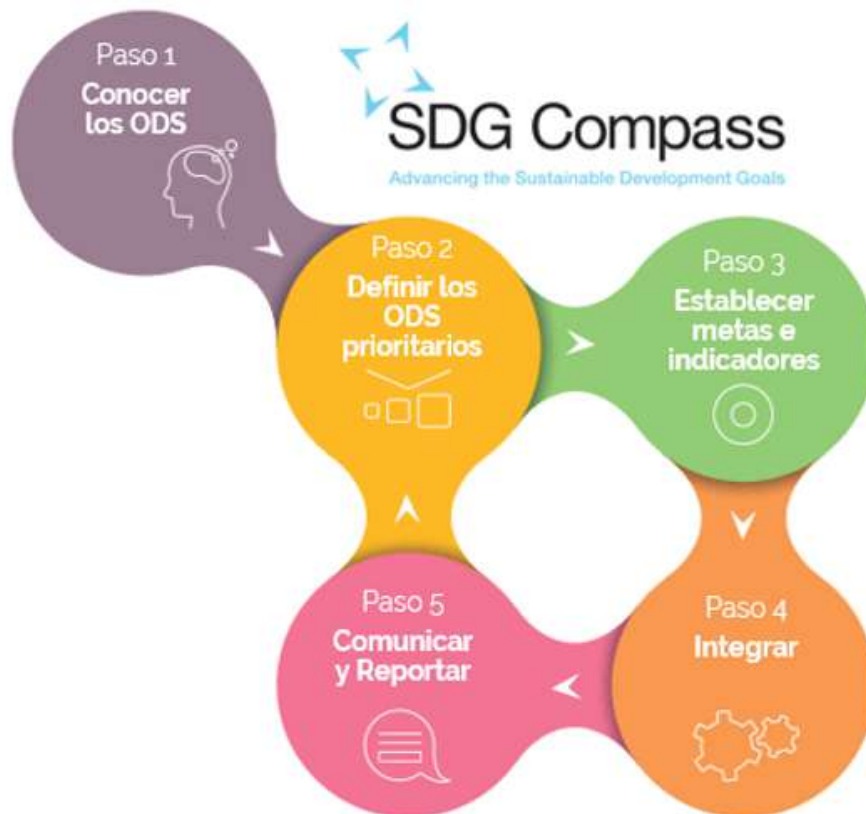 Paso 1
Conocer
los ODS
SDG Compass
Advancing the Sustainable Development Goals
Paso 2
Definir los
ODS
prioritarios
Paso 3
Establecer
metas e
indicadores
Paso 4
Integrar
Paso 5
Comunicar
y Reportar